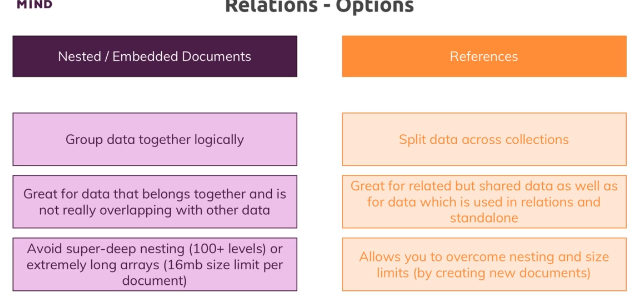 MIND
Relations - Options
Nested / Embedded Documents
References
Group data together logically
Split data across collections
Great for data that belongs together and is
not really overlapping with other data
Great for related but shared data as well as
for data which is used in relations and
standalone
Avoid super-deep nesting (100+ levels) or
extremely long arrays (16mb size limit per
document)
Allows you to overcome nesting and size
limits (by creating new documents)